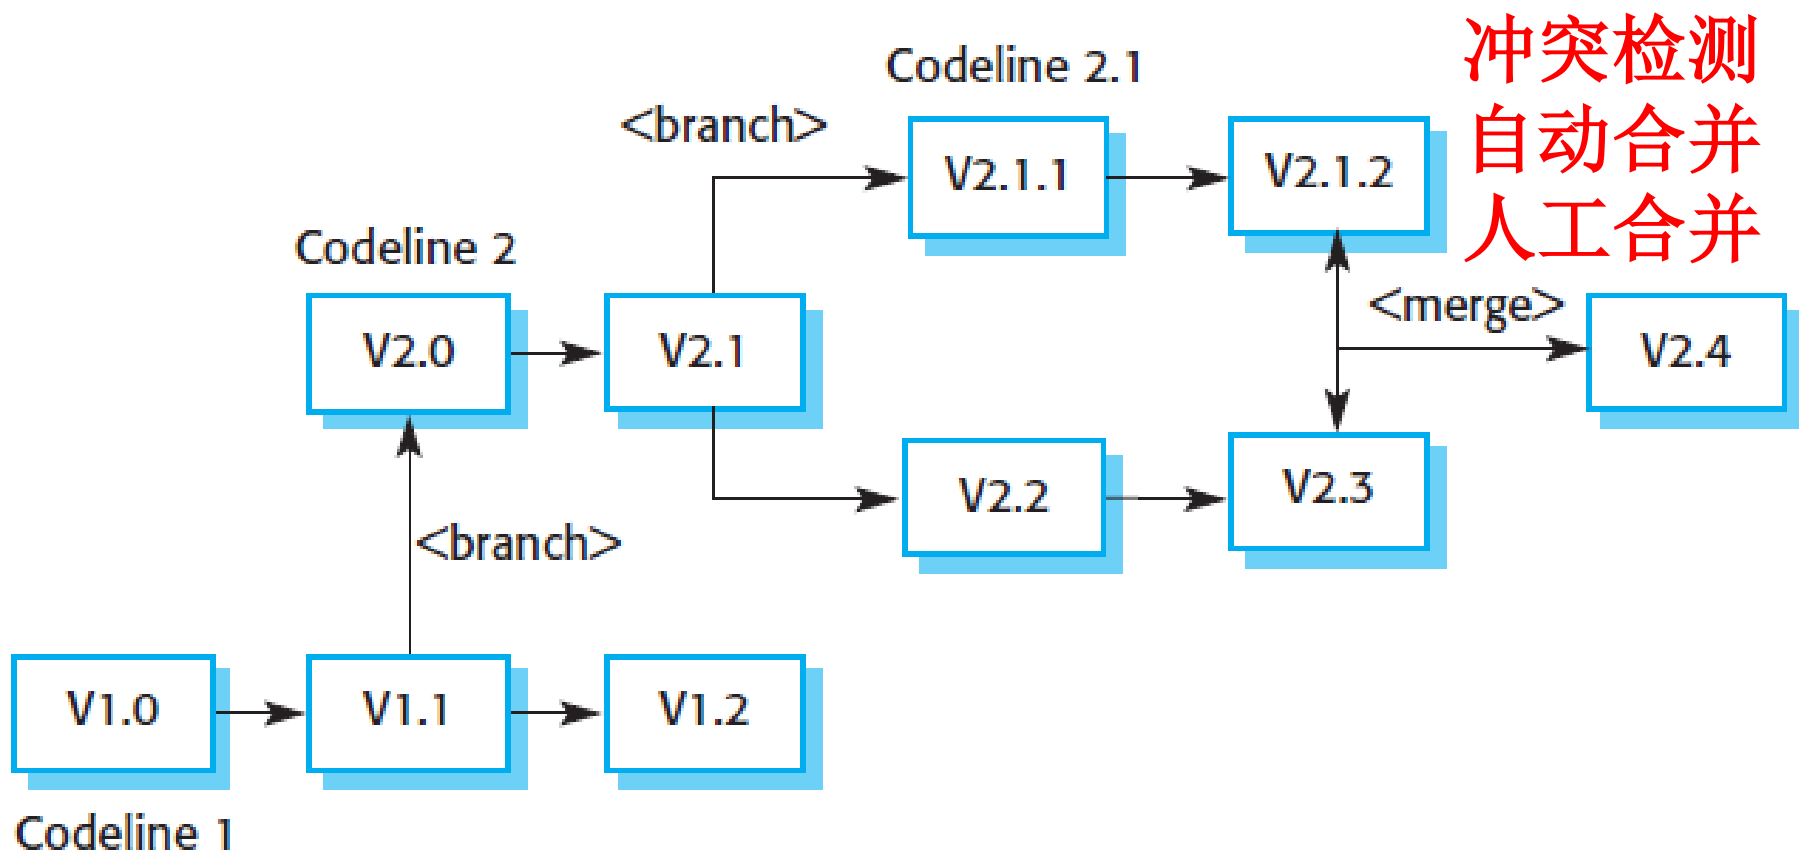 Codeline 2.1
冲突检测
自动合并
人工合并
<branch>
V2.1.1
V2.1.2
Codeline 2
<merge>
V2.0
V2.1
V2.4
V2.2
V2.3
<branch>
V1.0
V1.1
V1.2
Codeline 1